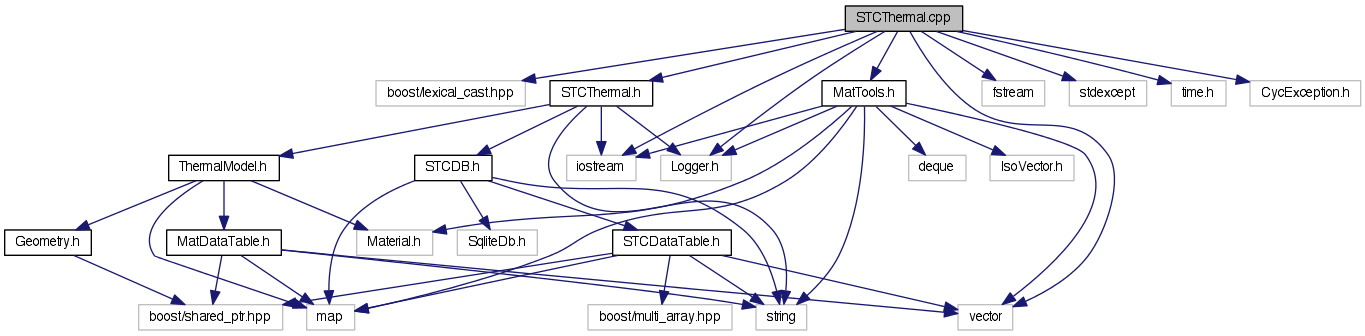 STCThermal.cpp
boost/lexical_cast.hpp
STCThermal.h
MatTools.h
fstream
stdexcept
time.h
CycException.h
ThermalModel.h
STCDB.h
iostream
Logger.h
deque
IsoVector.h
Geometry.h
MatDataTable.h
Material.h
SqliteDb.h
STCDataTable.h
boost/shared_ptr.hpp
map
boost/multi_array.hpp
string
vector